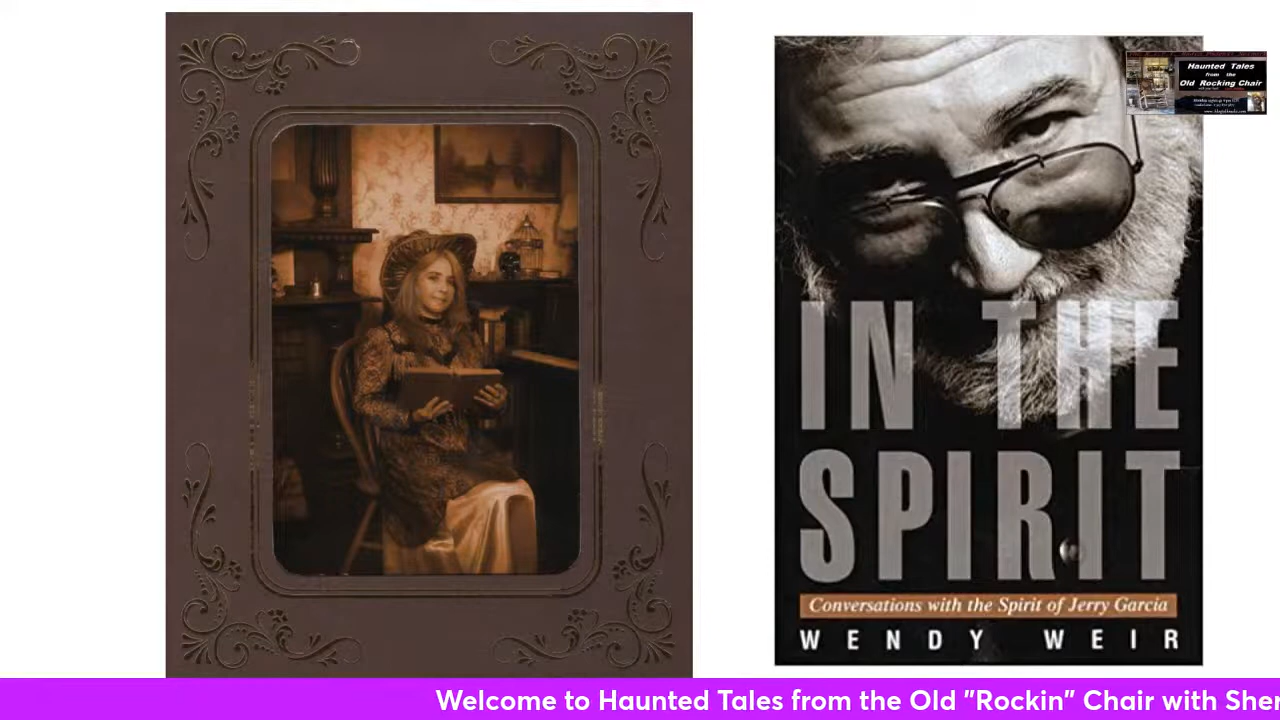 Haunted Tales
from the
Old Rocking Chair
IN THE
SPIRIT
Conversations with the Spirit of Jerry Garcia
WENDY WEIR
Welcome to Haunted Tales from the Old "Rockin" Chair with Sher